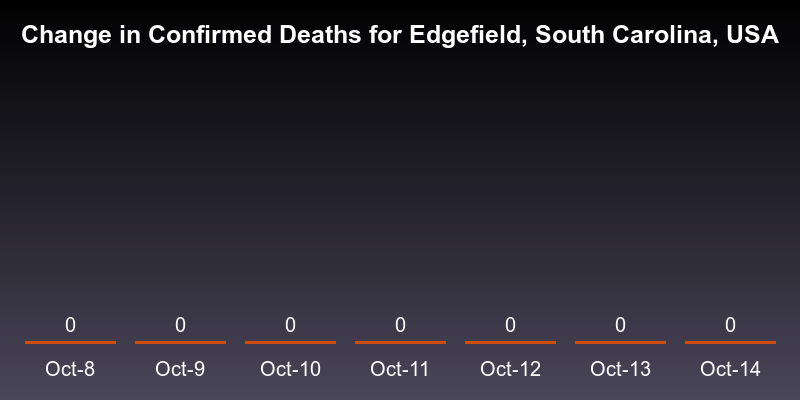 Change in Confirmed Deaths for Edgefield, South Carolina, USA
0 0 0 0 0 0 0
Oct-8 Oct-9 Oct-10 Oct-11 Oct-12 Oct-13 Oct-14